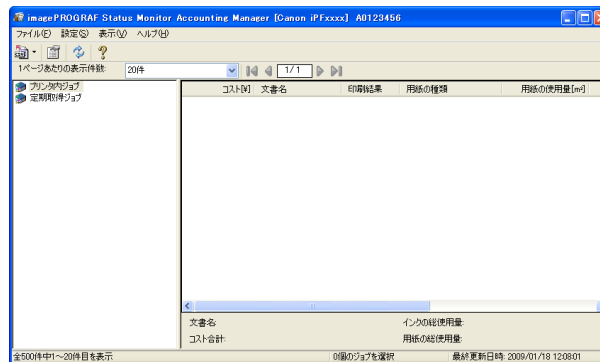 imagePROGRAF Status Monitor Accounting Manager [Canon iPFxxxx] A0123456
ファイル(F) 設定(S) 表示(V) ヘルプ(H)
1ページあたりの表示件数: 20件 1/1
プリンタ内ジョブ
定期取得ジョブ
コスト[¥] 文書名 印刷結果 用紙の種類 用紙の使用量[m²]
文書名: インクの総使用量:
コスト合計: 用紙の総使用量:
全500件中1～20件目を表示 0個のジョブを選択 最終更新日時: 2009/01/18 12:08:01